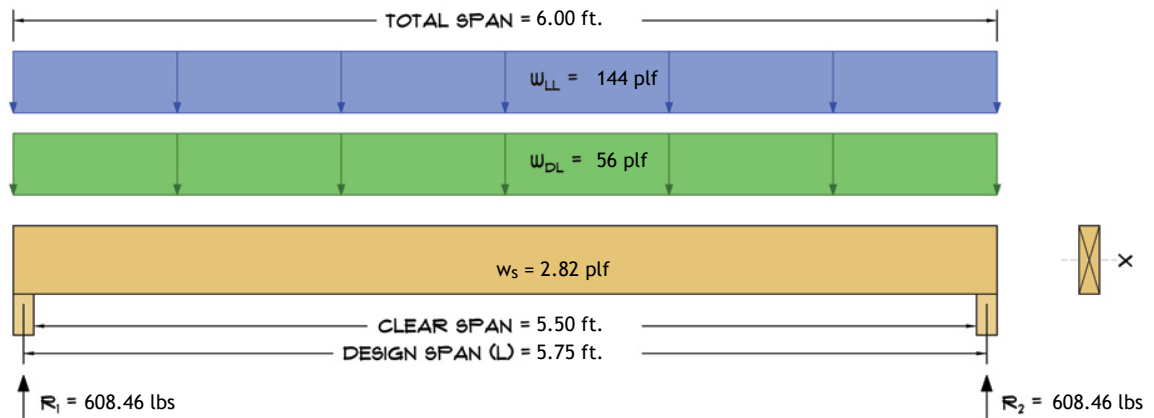 TOTAL SPAN = 6.00 ft.
wLL = 144 plf
wDL = 56 plf
ws = 2.82 plf
X
CLEAR SPAN = 5.50 ft.
DESIGN SPAN (L) = 5.75 ft.
R1 = 608.46 lbs
R2 = 608.46 lbs